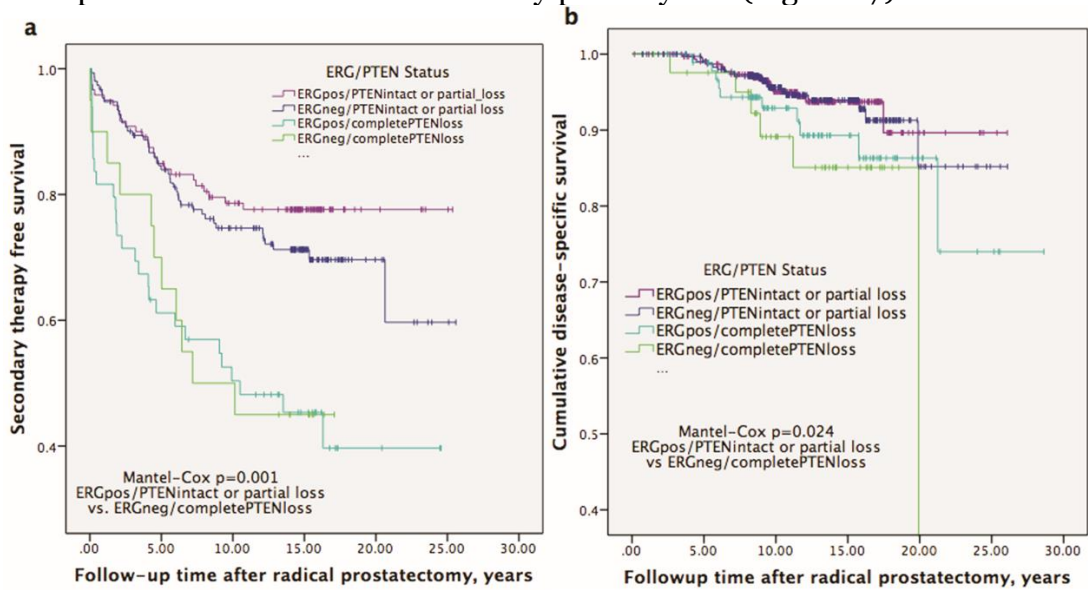 a
Secondary therapy free survival
1.0
0.8
0.6
0.4
ERG/PTEN Status
ERGpos/PTENintact or partial_loss
ERGneg/PTENintact or partial loss
ERGpos/completePTENloss
ERGneg/completePTENloss
...
Mantel-Cox p=0.001
ERGpos/PTENintact or partial loss
vs. ERGneg/completePTENloss
.00 5.00 10.00 15.00 20.00 25.00 30.00
Follow-up time after radical prostatectomy, years
b
Cumulative disease-specific survival
1.0
0.9
0.8
0.7
0.6
0.5
0.4
ERG/PTEN Status
ERGpos/PTENintact or partial loss
ERGneg/PTENintact or partial loss
ERGpos/completePTENloss
ERGneg/completePTENloss
...
Mantel-Cox p=0.024
ERGpos/PTENintact or partial loss
vs ERGneg/completePTENloss
.00 5.00 10.00 15.00 20.00 25.00 30.00
Followup time after radical prostatectomy, years